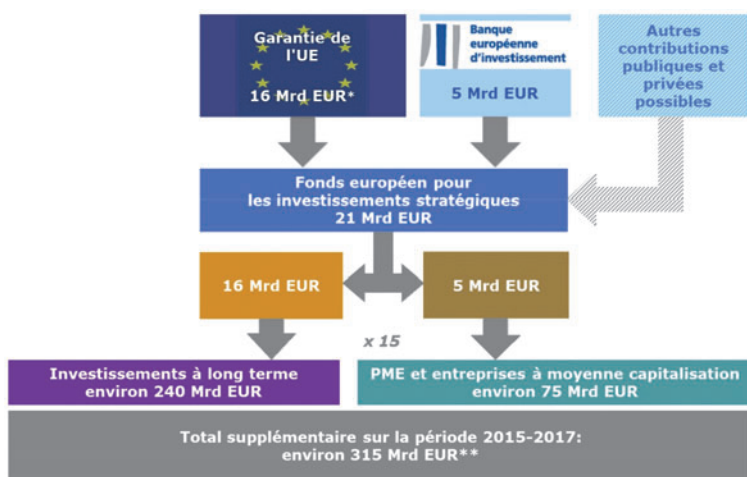 Garantie de
l'UE
16 Mrd EUR*
Banque
européenne
d'investissement
5 Mrd EUR
Autres
contributions
publiques et
privées
possibles
Fonds européen pour
les investissements stratégiques
21 Mrd EUR
16 Mrd EUR
5 Mrd EUR
x 15
Investissements à long terme
environ 240 Mrd EUR
PME et entreprises à moyenne capitalisation
environ 75 Mrd EUR
Total supplémentaire sur la période 2015-2017:
environ 315 Mrd EUR**